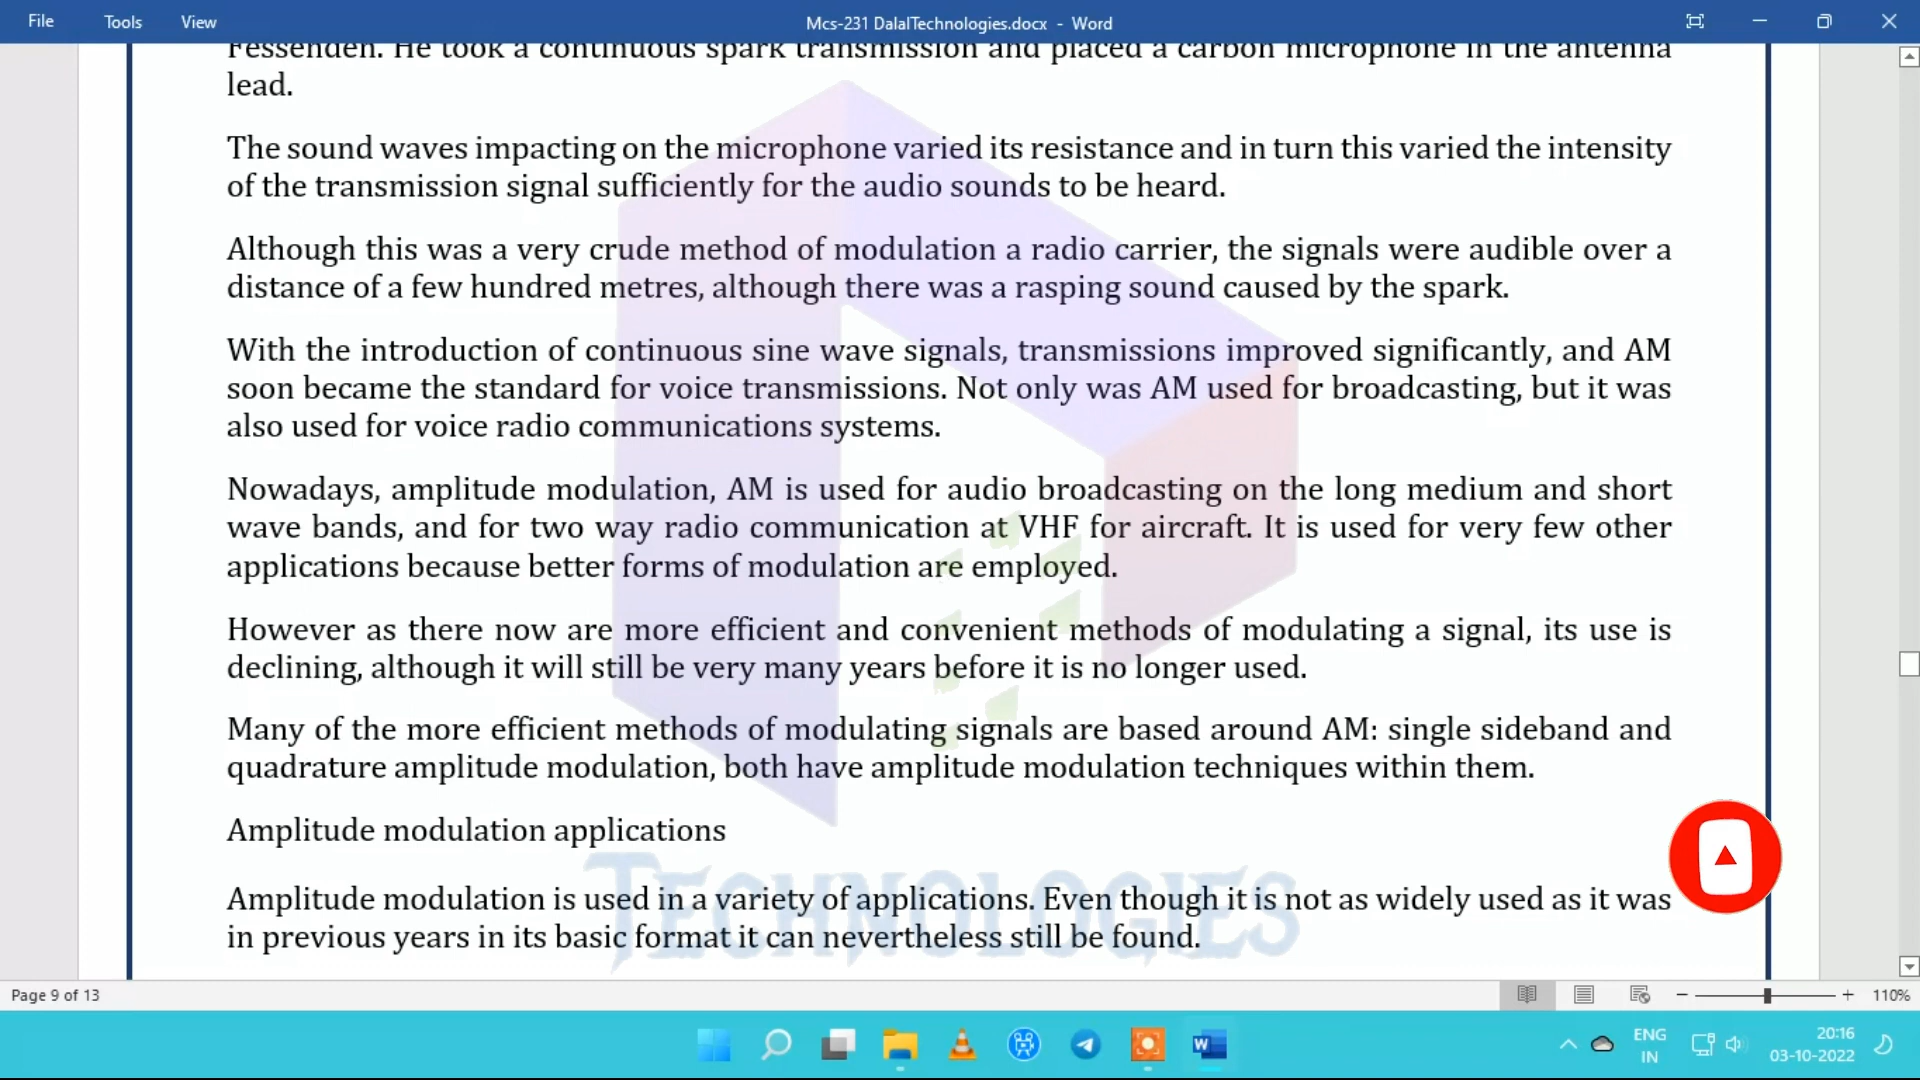 File Tools View Mcs-231 DalalTechnologies.docx - Word
Fessenden. He took a continuous spark transmission and placed a carbon microphone in the antenna
lead.
The sound waves impacting on the microphone varied its resistance and in turn this varied the intensity
of the transmission signal sufficiently for the audio sounds to be heard.
Although this was a very crude method of modulation a radio carrier, the signals were audible over a
distance of a few hundred metres, although there was a rasping sound caused by the spark.
With the introduction of continuous sine wave signals, transmissions improved significantly, and AM
soon became the standard for voice transmissions. Not only was AM used for broadcasting, but it was
also used for voice radio communications systems.
Nowadays, amplitude modulation, AM is used for audio broadcasting on the long medium and short
wave bands, and for two way radio communication at VHF for aircraft. It is used for very few other
applications because better forms of modulation are employed.
However as there now are more efficient and convenient methods of modulating a signal, its use is
declining, although it will still be very many years before it is no longer used.
Many of the more efficient methods of modulating signals are based around AM: single sideband and
quadrature amplitude modulation, both have amplitude modulation techniques within them.
Amplitude modulation applications
TECHNOLOGIES
Amplitude modulation is used in a variety of applications. Even though it is not as widely used as it was
in previous years in its basic format it can nevertheless still be found.
Page 9 of 13 110%
ENG
IN
20:16
03-10-2022